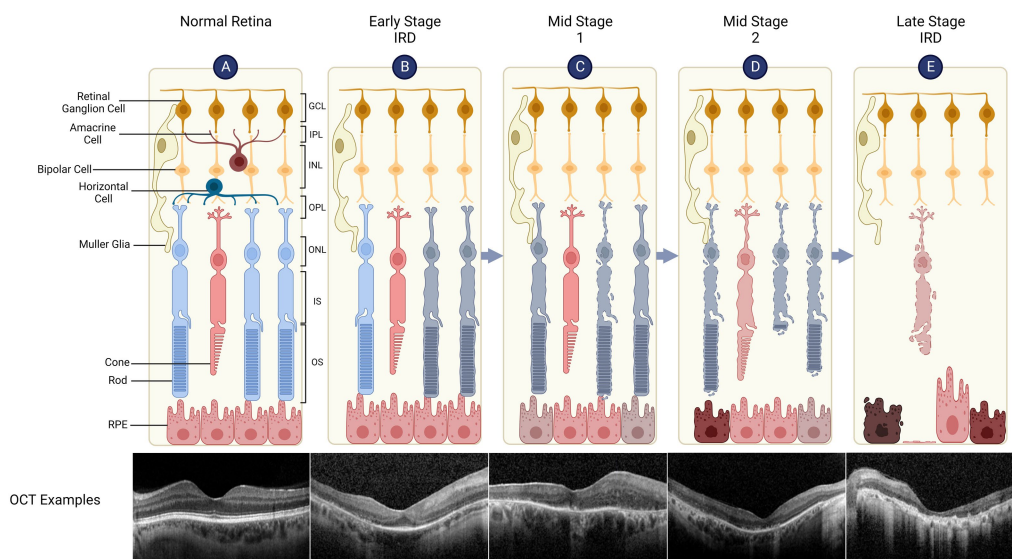 Normal Retina
Early Stage
IRD
Mid Stage
1
Mid Stage
2
Late Stage
IRD
A
B
C
D
E
Retinal
Ganglion Cell
Amacrine
Cell
Bipolar Cell
Horizontal
Cell
Muller Glia
Cone
Rod
RPE
GCL
IPL
INL
OPL
ONL
IS
OS
OCT Examples